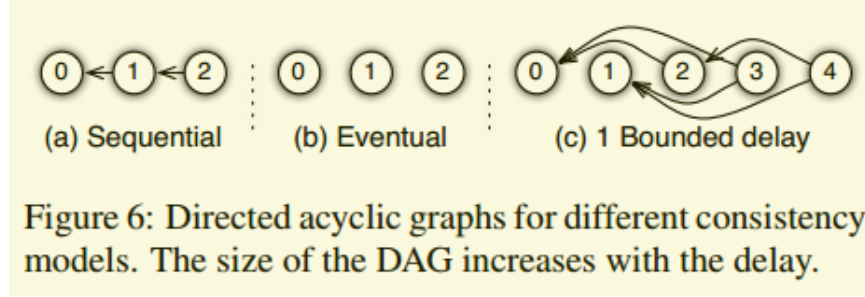 0 1 2 0 1 2 0 1 2 3 4
(a) Sequential (b) Eventual (c) 1 Bounded delay
Figure 6: Directed acyclic graphs for different consistency
models. The size of the DAG increases with the delay.